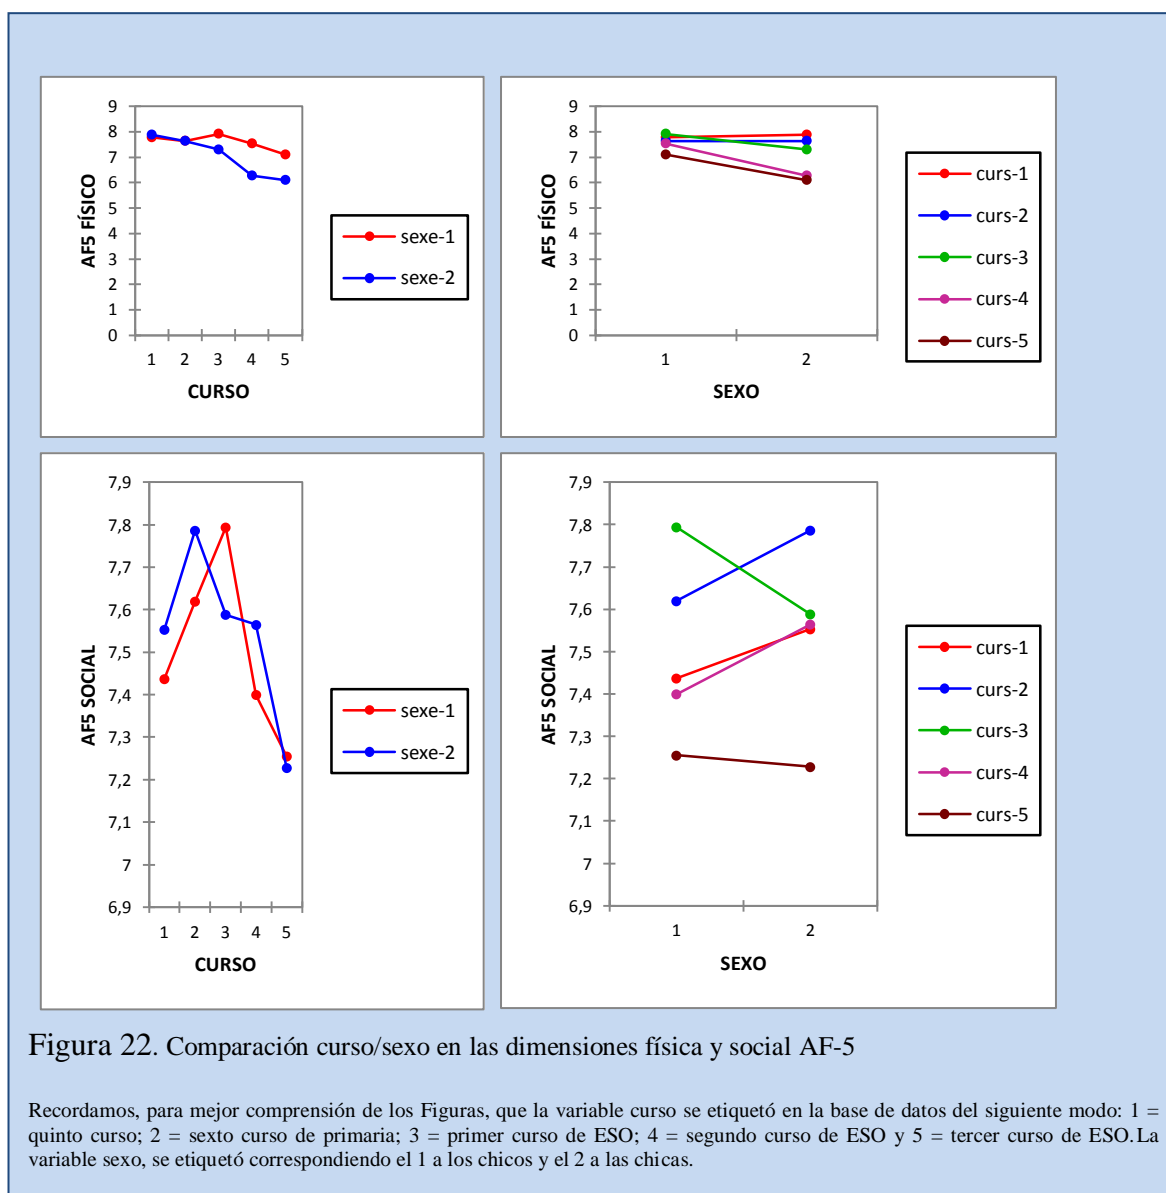 9
8
7
6
5
4
3
2
1
0
AF5 FÍSICO
1 2 3 4 5
CURSO
sexe-1
sexe-2
9
8
7
6
5
4
3
2
1
0
AF5 FÍSICO
1 2
SEXO
curs-1
curs-2
curs-3
curs-4
curs-5
7,9
7,8
7,7
7,6
7,5
7,4
7,3
7,2
7,1
7
6,9
AF5 SOCIAL
1 2 3 4 5
CURSO
sexe-1
sexe-2
7,9
7,8
7,7
7,6
7,5
7,4
7,3
7,2
7,1
7
6,9
AF5 SOCIAL
1 2
SEXO
curs-1
curs-2
curs-3
curs-4
curs-5
Figura 22. Comparación curso/sexo en las dimensiones física y social AF-5
Recordamos, para mejor comprensión de los Figuras, que la variable curso se etiquetó en la base de datos del siguiente modo: 1 =
quinto curso; 2 = sexto curso de primaria; 3 = primer curso de ESO; 4 = segundo curso de ESO y 5 = tercer curso de ESO.La
variable sexo, se etiquetó correspondiendo el 1 a los chicos y el 2 a las chicas.